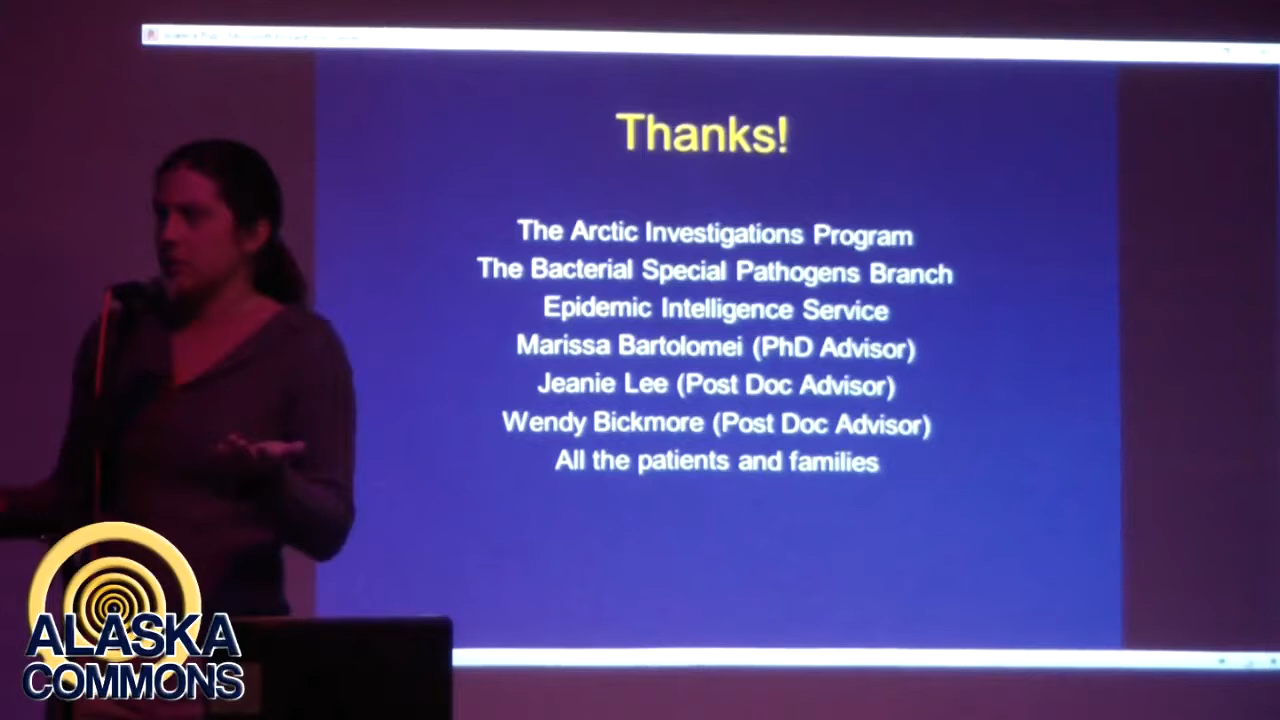 Thanks!
The Arctic Investigations Program
The Bacterial Special Pathogens Branch
Epidemic Intelligence Service
Marissa Bartolomei (PhD Advisor)
Jeanie Lee (Post Doc Advisor)
Wendy Bickmore (Post Doc Advisor)
All the patients and families
ALASKA
COMMONS